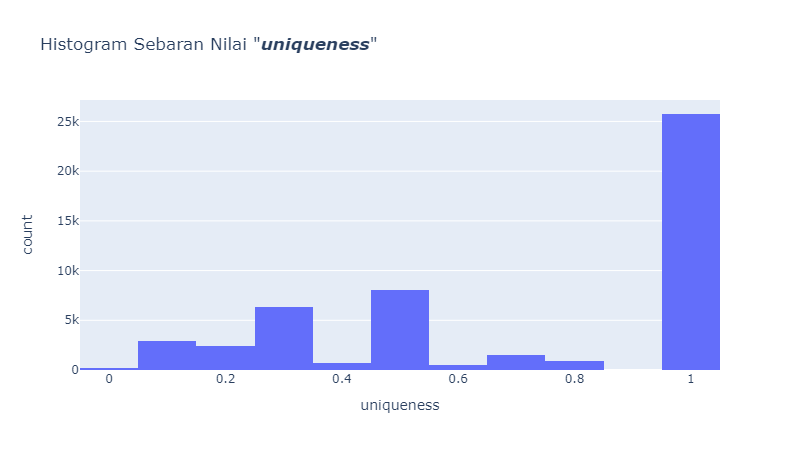 Histogram Sebaran Nilai "uniqueness"
25k
20k
15k
10k
5k
0
count
0 0.2 0.4 0.6 0.8 1
uniqueness